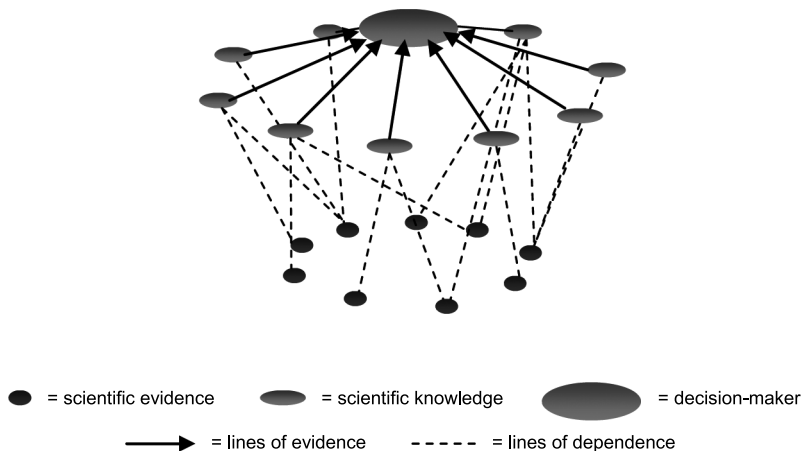 = scientific evidence = scientific knowledge = decision-maker
= lines of evidence = lines of dependence